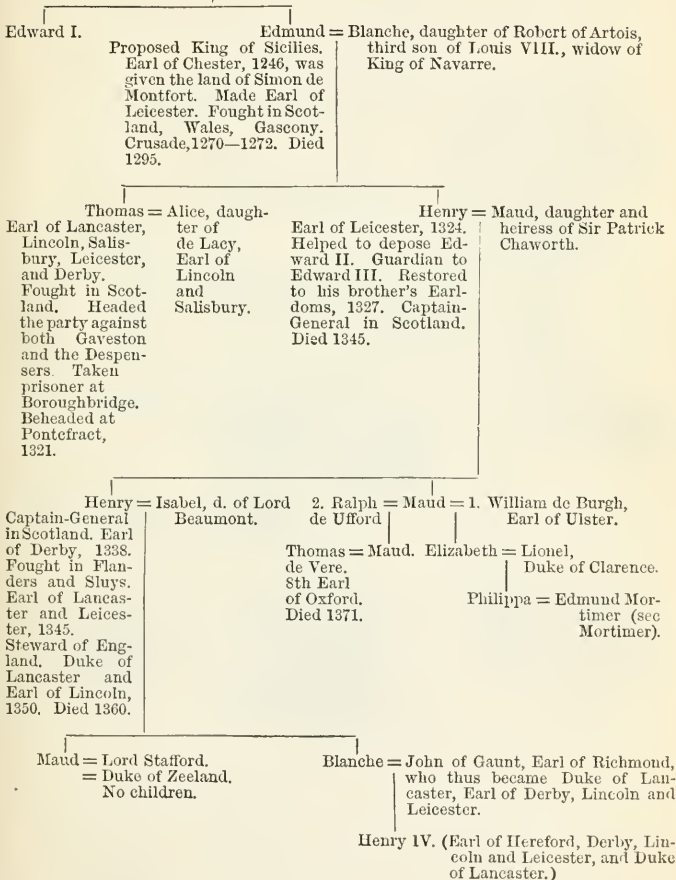 Edward I.
Edmund = Blanche, daughter of Robert of Artois,
third son of Louis VIII., widow of
King of Navarre.
Proposed King of Sicilies.
Earl of Chester, 1246, was
given the land of Simon de
Montfort. Made Earl of
Leicester. Fought in Scot-
land, Wales, Gascony.
Crusade, 1270—1272. Died
1295.
Thomas = Alice, daugh-
ter of
de Lacy,
Earl of
Lincoln
and
Salisbury.
Earl of Lancaster,
Lincoln, Salis-
bury, Leicester,
and Derby.
Fought in Scot-
land. Headed
the party against
both Gaveston
and the Despen-
sers. Taken
prisoner at
Boroughbridge.
Beheaded at
Pontefract,
1321.
Henry = Maud, daughter and
heiress of Sir Patrick
Chaworth.
Earl of Leicester, 1324.
Helped to depose Ed-
ward II. Guardian to
Edward III. Restored
to his brother's Earl-
doms, 1327. Captain-
General in Scotland.
Died 1345.
Henry = Isabel, d. of Lord
Beaumont.
Captain-General
in Scotland. Earl
of Derby, 1338.
Fought in Flan-
ders and Sluys.
Earl of Lancas-
ter and Leices-
ter, 1345.
Steward of Eng-
land. Duke of
Lancaster and
Earl of Lincoln,
1350. Died 1360.
2. Ralph = Maud = 1. William de Burgh,
de Ufford
Earl of Ulster.
Thomas = Maud.
de Vere.
8th Earl
of Oxford.
Died 1371.
Elizabeth = Lionel,
Duke of Clarence.
Philippa = Edmund Mor-
timer (see
Mortimer).
Maud = Lord Stafford.
= Duke of Zeeland.
No children.
Blanche = John of Gaunt, Earl of Richmond,
who thus became Duke of Lan-
caster, Earl of Derby, Lincoln and
Leicester.
Henry IV. (Earl of Hereford, Derby, Lin-
coln and Leicester, and Duke
of Lancaster.)